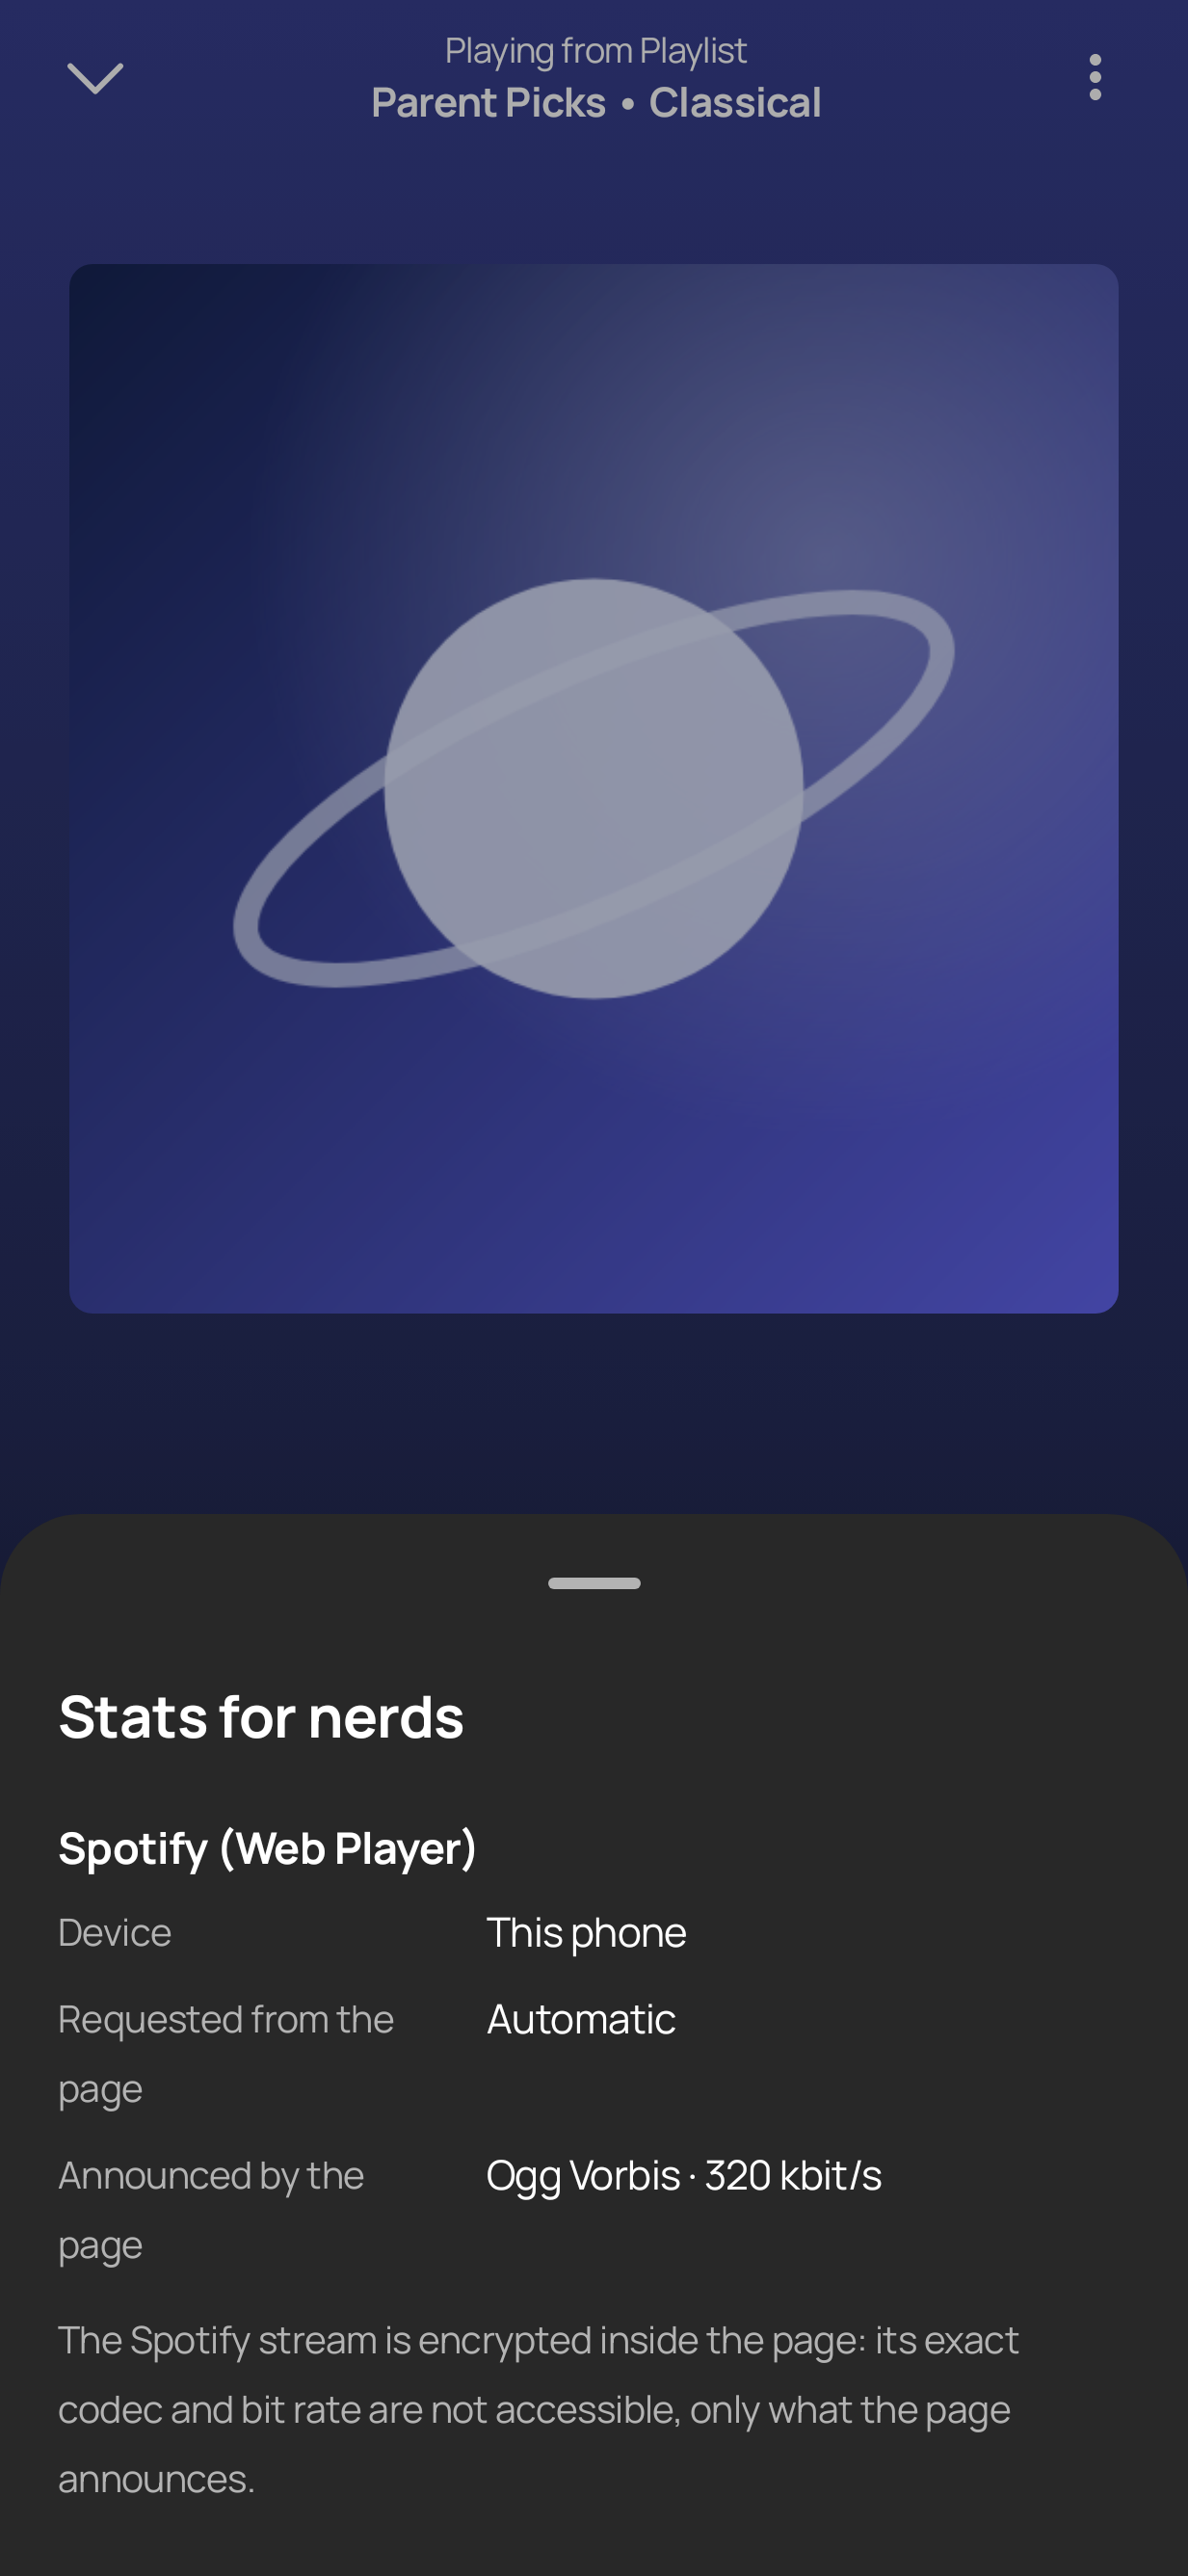 Playing from Playlist
Parent Picks • Classical
Stats for nerds
Spotify (Web Player)
Device This phone
Requested from the Automatic
page
Announced by the Ogg Vorbis · 320 kbit/s
page
The Spotify stream is encrypted inside the page: its exact
codec and bit rate are not accessible, only what the page
announces.